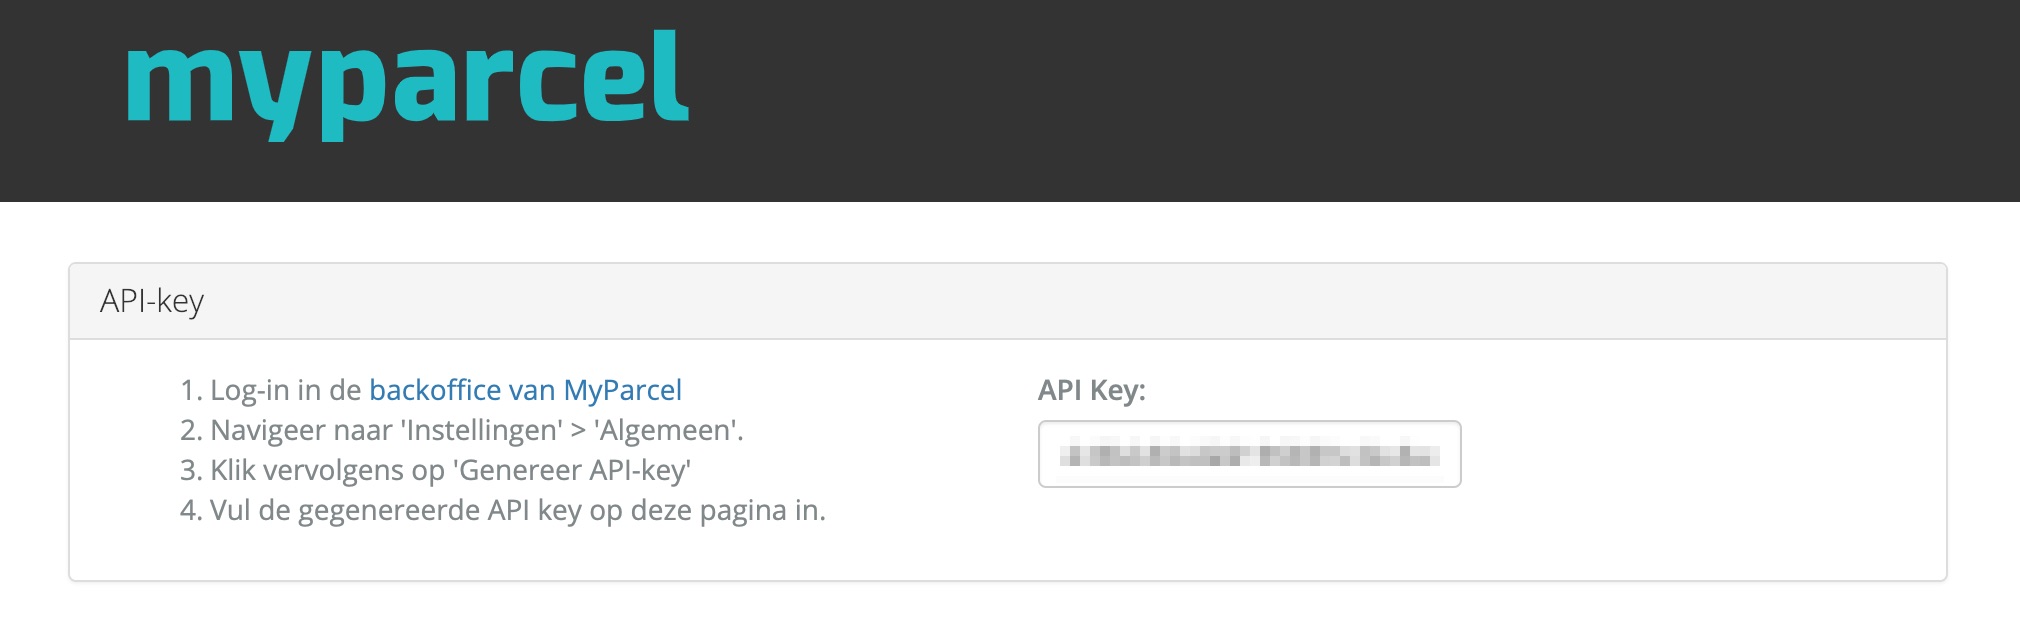 myparcel
API-key
1. Log-in in de backoffice van MyParcel
2. Navigeer naar 'Instellingen' > 'Algemeen'.
3. Klik vervolgens op 'Genereer API-key'
4. Vul de gegenereerde API key op deze pagina in.
API Key: